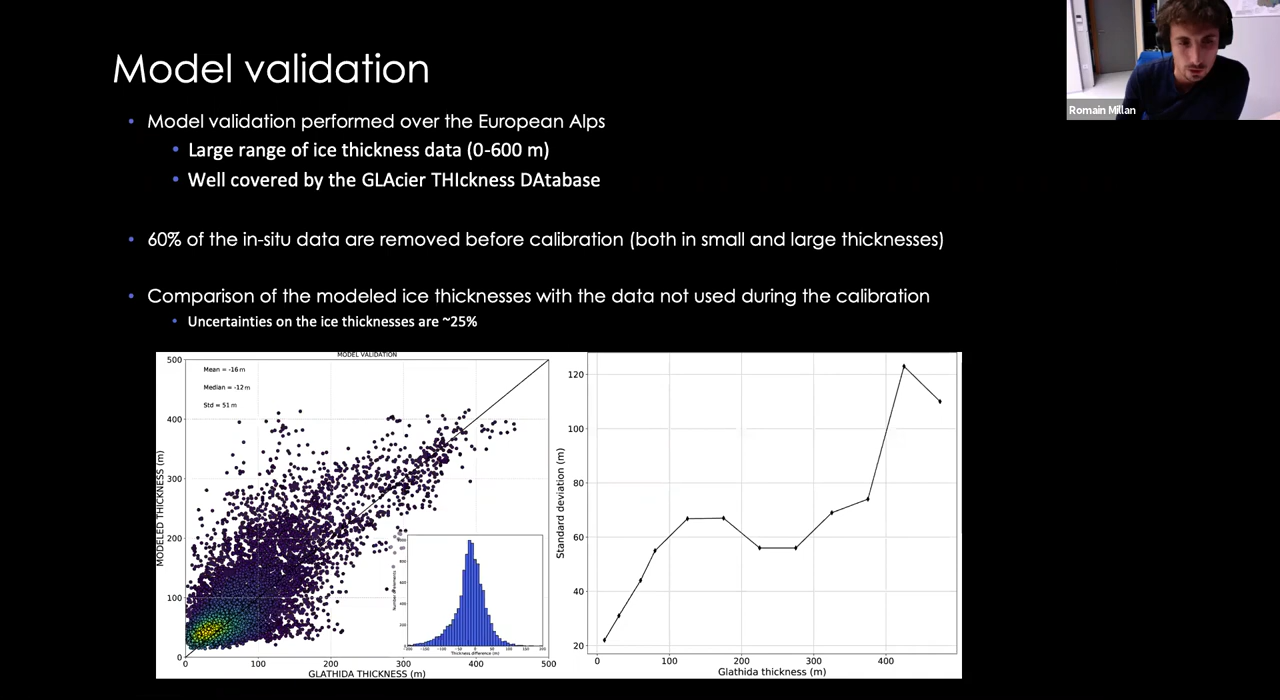 Model validation
Romain Millan
• Model validation performed over the European Alps
• Large range of ice thickness data (0-600 m)
• Well covered by the GLAcier THIckness DAtabase
• 60% of the in-situ data are removed before calibration (both in small and large thicknesses)
• Comparison of the modeled ice thicknesses with the data not used during the calibration
• Uncertainties on the ice thicknesses are ~25%
MODEL VALIDATION
Mean = -16 m
Median = -12 m
Std = 51 m
MODELED THICKNESS (m)
500
400
300
200
100
0
0 100 200 300 400 500
GLATHIDA THICKNESS (m)
Thickness difference (m)
Standard deviation (m)
120
100
80
60
40
20
0 100 200 300 400
Glathida thickness (m)